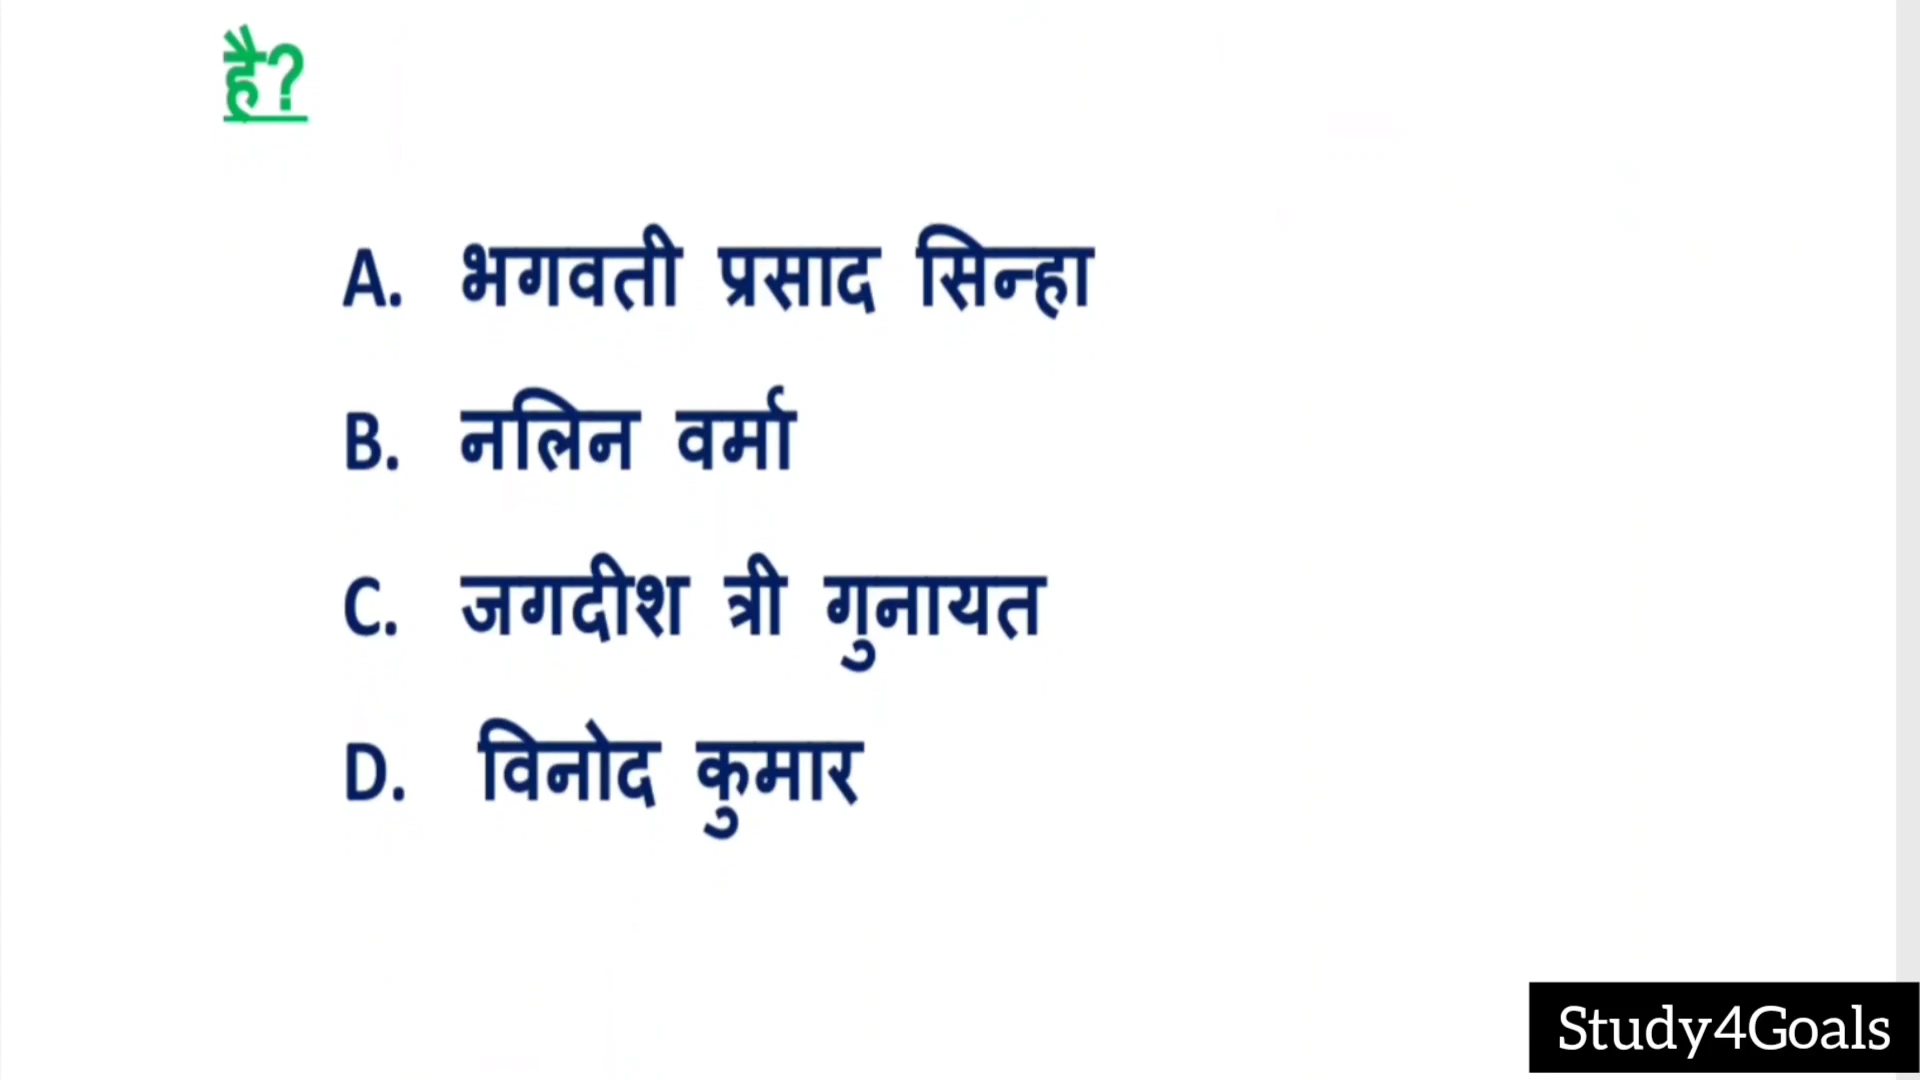 है?
A. भगवती प्रसाद सिन्हा
B. नलिन वर्मा
C. जगदीश त्री गुनायत
D. विनोद कुमार
Study4Goals